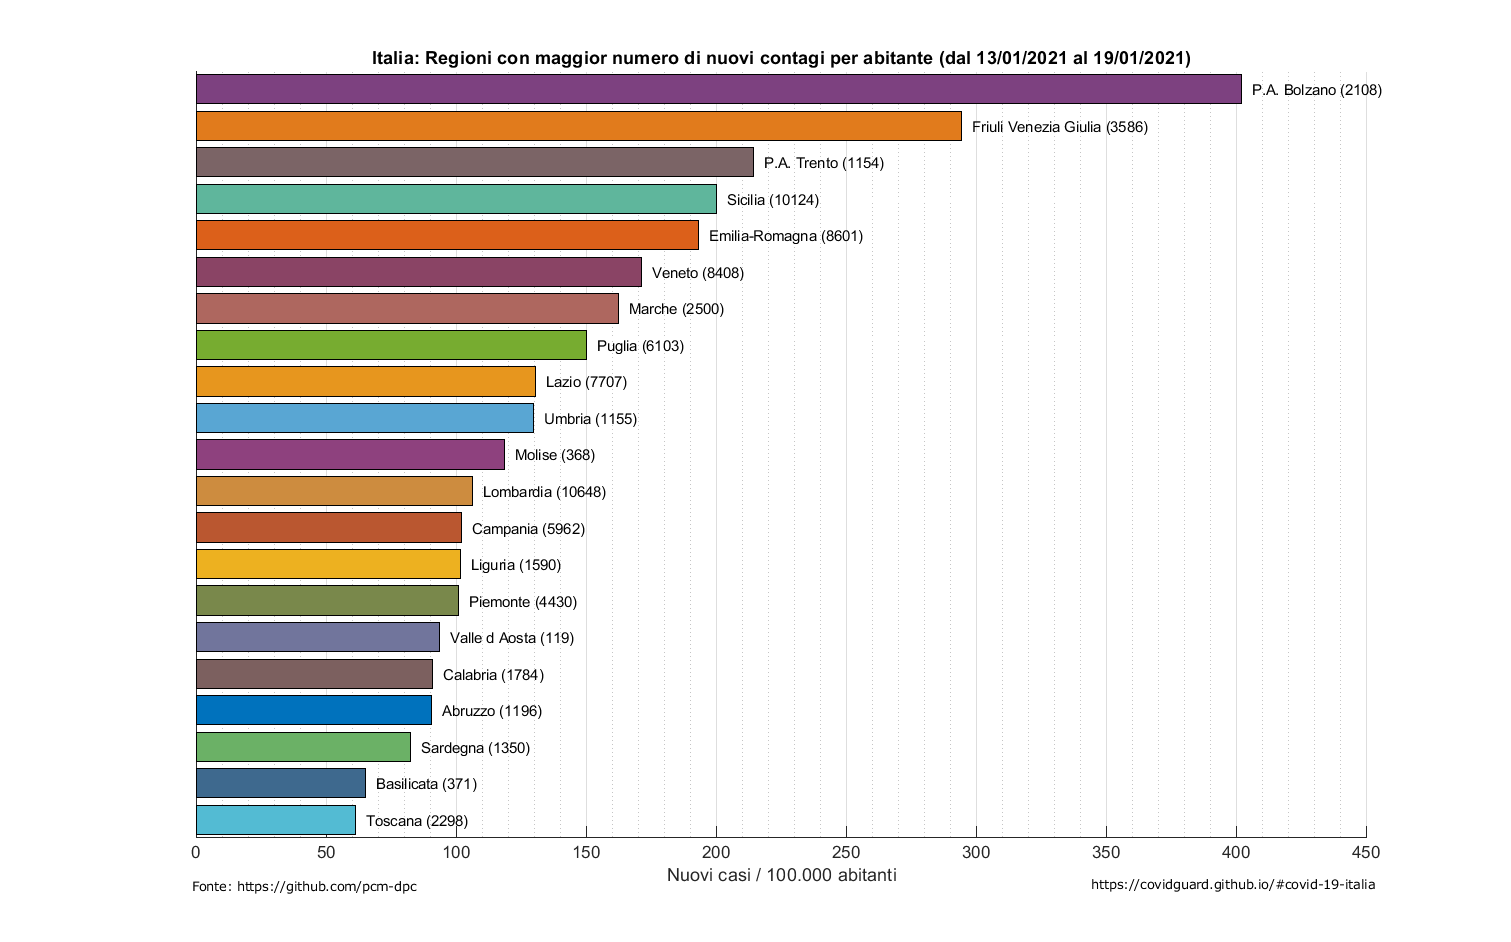 Italia: Regioni con maggior numero di nuovi contagi per abitante (dal 13/01/2021 al 19/01/2021)
P.A. Bolzano (2108)
Friuli Venezia Giulia (3586)
P.A. Trento (1154)
Sicilia (10124)
Emilia-Romagna (8601)
Veneto (8408)
Marche (2500)
Puglia (6103)
Lazio (7707)
Umbria (1155)
Molise (368)
Lombardia (10648)
Campania (5962)
Liguria (1590)
Piemonte (4430)
Valle d Aosta (119)
Calabria (1784)
Abruzzo (1196)
Sardegna (1350)
Basilicata (371)
Toscana (2298)
0 50 100 150 200 250 300 350 400 450
Nuovi casi / 100.000 abitanti
Fonte: https://github.com/pcm-dpc
https://covidguard.github.io/#covid-19-italia